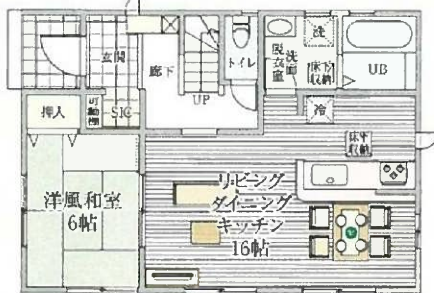 玄関
廊下
UP
トイレ
洗面
脱衣室
洗
床下
収納
UB
押入
可動棚
SIC
冷
床下
収納
洋風和室
6帖
リビング
ダイニング
キッチン
16帖